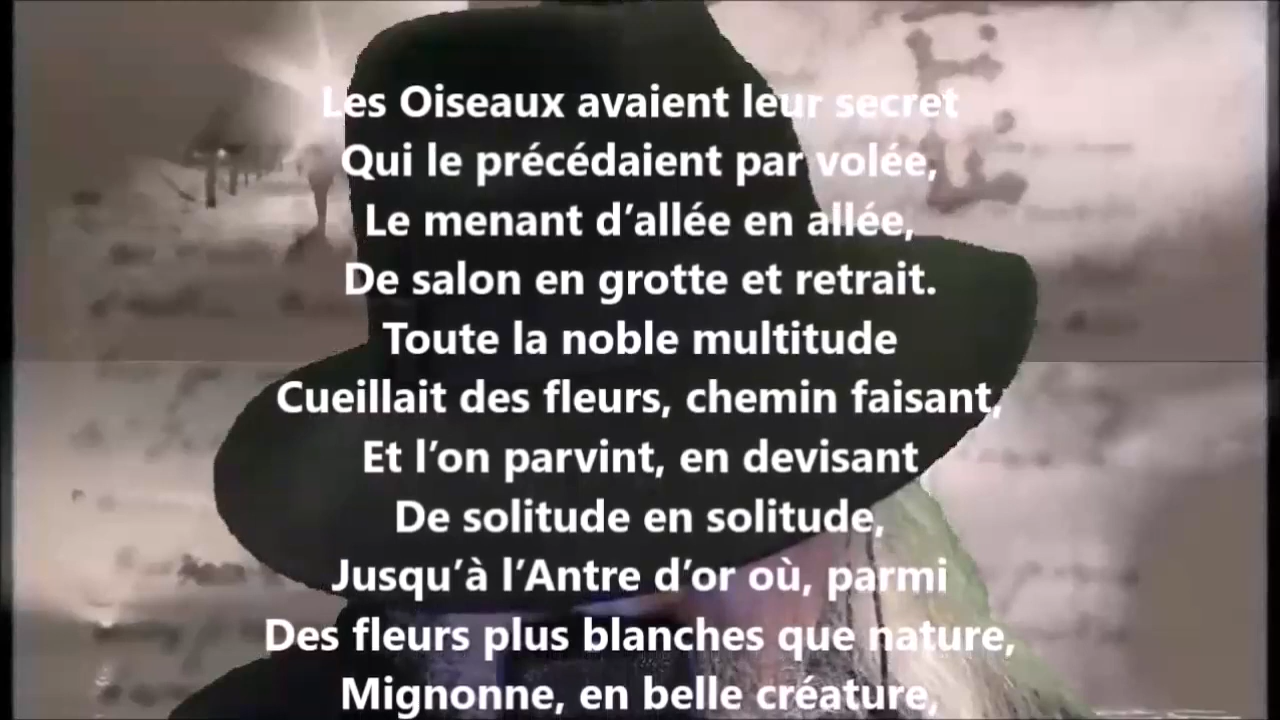 Les Oiseaux avaient leur secret
Qui le précédaient par volée,
Le menant d’allée en allée,
De salon en grotte et retrait.
Toute la noble multitude
Cueillait des fleurs, chemin faisant,
Et l’on parvint, en devisant
De solitude en solitude,
Jusqu’à l’Antre d’or où, parmi
Des fleurs plus blanches que nature,
Mignonne, en belle créature,